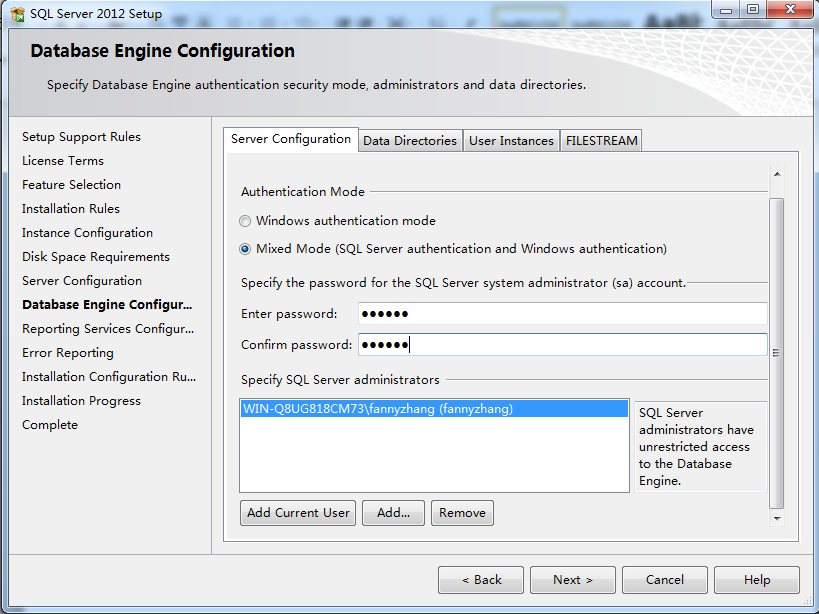 SQL Server 2012 Setup
Database Engine Configuration
Specify Database Engine authentication security mode, administrators and data directories.
Setup Support Rules
License Terms
Feature Selection
Installation Rules
Instance Configuration
Disk Space Requirements
Server Configuration
Database Engine Configur...
Reporting Services Configur...
Error Reporting
Installation Configuration Ru...
Installation Progress
Complete
Server Configuration Data Directories User Instances FILESTREAM
Authentication Mode
Windows authentication mode
Mixed Mode (SQL Server authentication and Windows authentication)
Specify the password for the SQL Server system administrator (sa) account.
Enter password: ●●●●●●
Confirm password: ●●●●●●
Specify SQL Server administrators
WIN-Q8UG818CM73\fannyzhang (fannyzhang)
SQL Server
administrators have
unrestricted access
to the Database
Engine.
Add Current User Add... Remove
< Back Next > Cancel Help